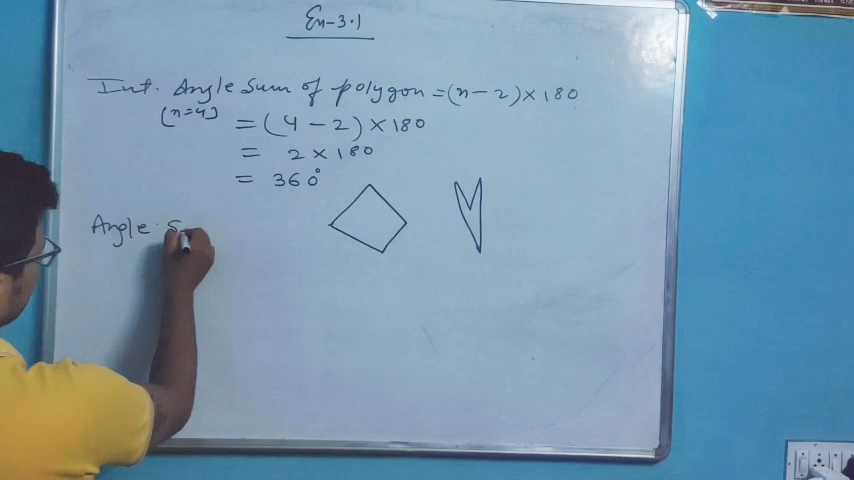 Ex-3.1
Int. Angle Sum of polygon = (n-2)×180
(n=4) = (4-2)×180
= 2×180
= 360°
Angle S